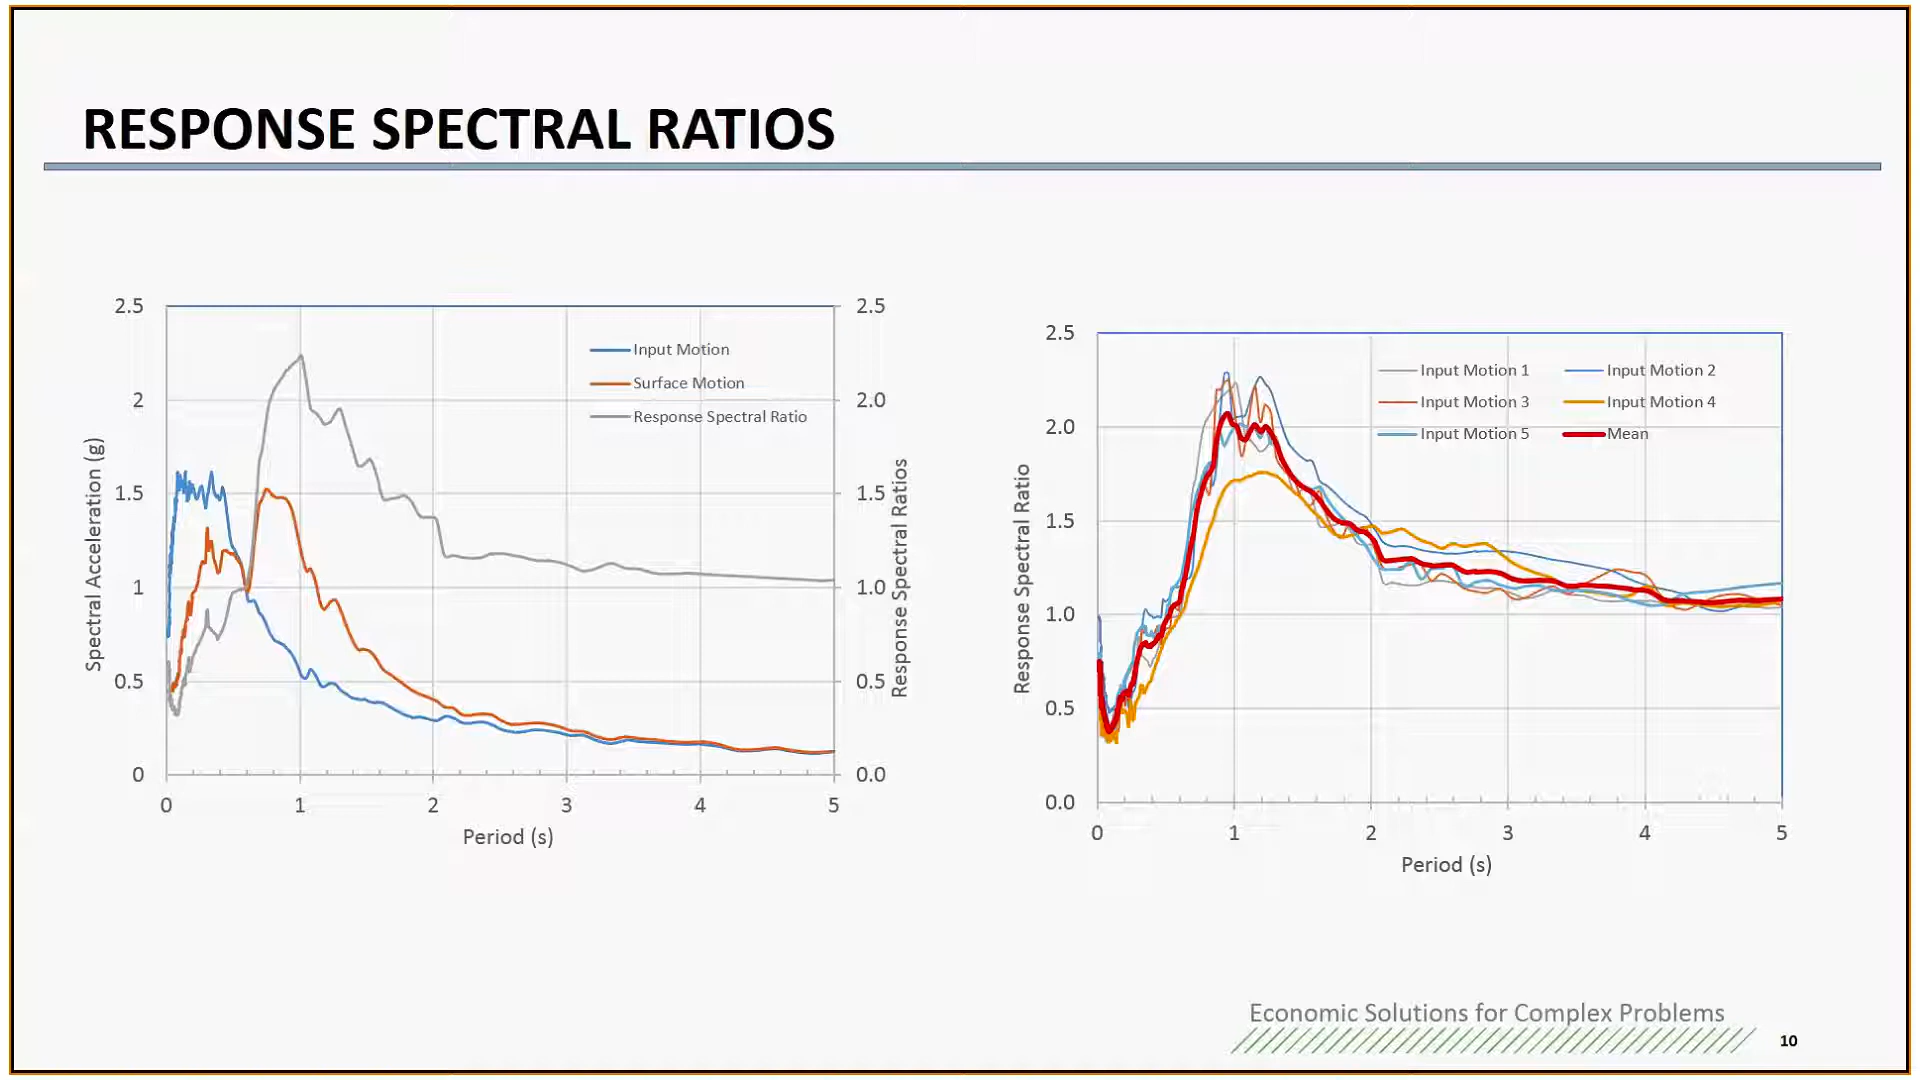 RESPONSE SPECTRAL RATIOS
2.5
2
1.5
1
0.5
0
Spectral Acceleration (g)
0 1 2 3 4 5
Period (s)
2.5
2.0
1.5
1.0
0.5
0.0
Response Spectral Ratios
Input Motion
Surface Motion
Response Spectral Ratio
2.5
2.0
1.5
1.0
0.5
0.0
Response Spectral Ratio
0 1 2 3 4 5
Period (s)
Input Motion 1 Input Motion 2
Input Motion 3 Input Motion 4
Input Motion 5 Mean
Economic Solutions for Complex Problems
10